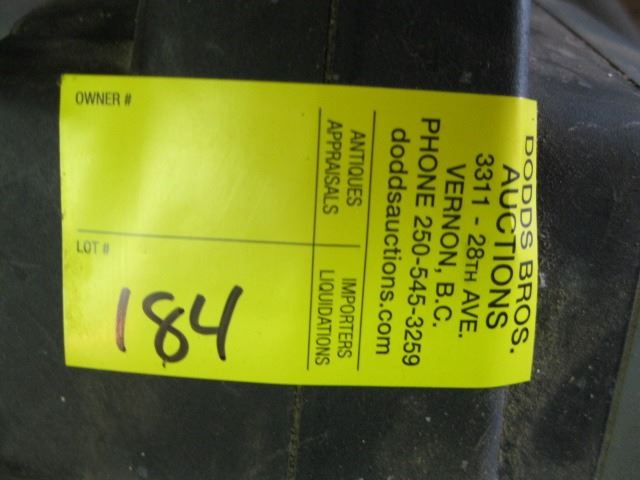 DODDS BROS.
AUCTIONS
3311 - 28TH AVE.
VERNON, B.C.
PHONE 250-545-3259
doddsauctions.com
ANTIQUES
APPRAISALS
IMPORTERS
LIQUIDATIONS
OWNER #
LOT #
184